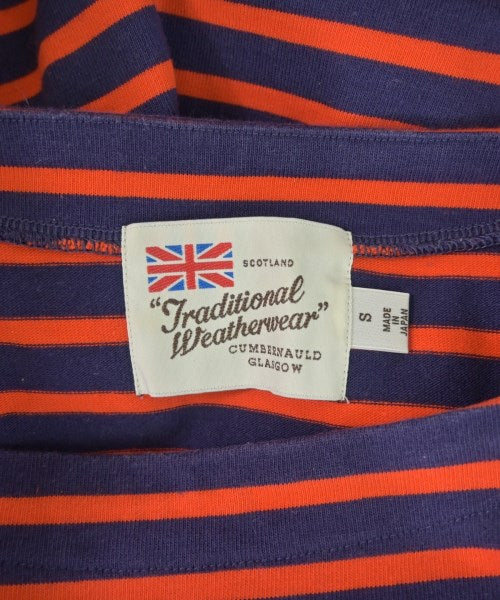 SCOTLAND
"Traditional
Weatherwear"
CUMBERNAULD
GLASGOW
S
MADE
IN
JAPAN